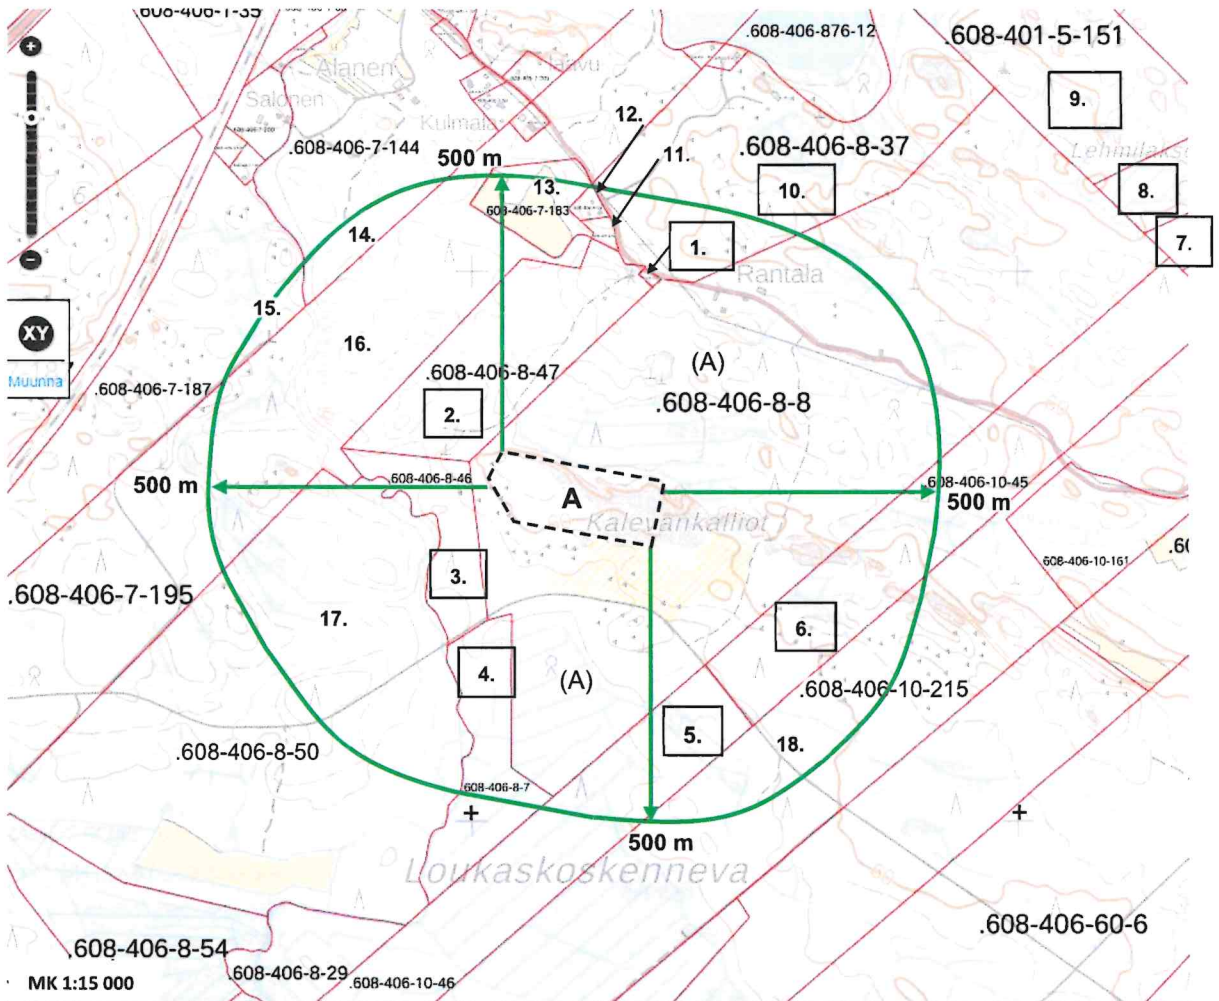 .608-406-1-35
.608-406-876-12
.608-401-5-151
Alanen
Salonen
Kulmala
9.
12.
.608-406-7-144
11.
.608-406-8-37
Lehmilaks
500 m
13.
10.
8.
608-406-7-183
14.
1.
7.
Rantala
15.
XY
16.
(A)
Muunna
.608-406-7-187
.608-406-8-47
.608-406-8-8
2.
500 m
.608-406-8-46
A
.608-406-10-45
500 m
Kalevankalliot
.608-406-10-161
3.
.608-406-7-195
17.
6.
4.
(A)
.608-406-10-215
5.
18.
.608-406-8-50
.608-406-8-7
500 m
Loukaskoskenneva
.608-406-60-6
.608-406-8-54
.608-406-8-29
.608-406-10-46
MK 1:15 000